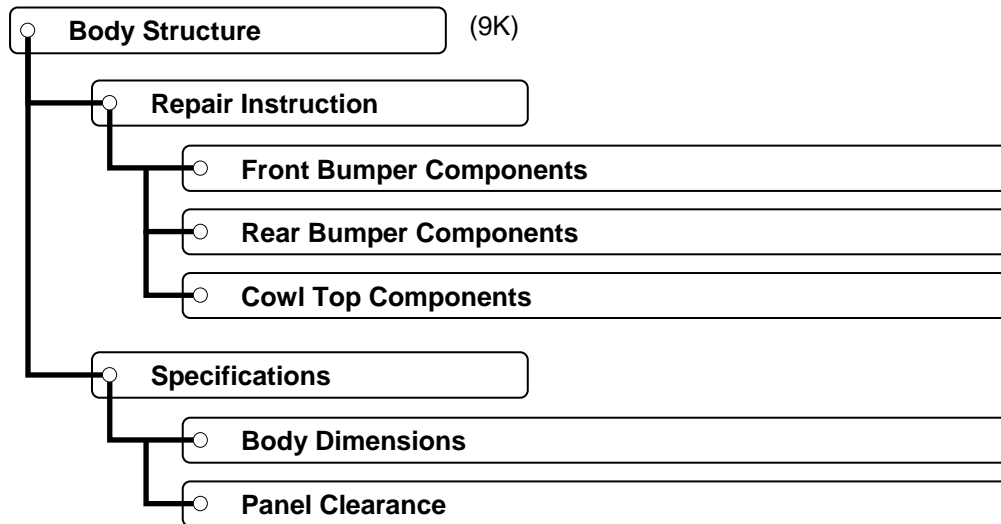 Body Structure (9K)
Repair Instruction
Front Bumper Components
Rear Bumper Components
Cowl Top Components
Specifications
Body Dimensions
Panel Clearance